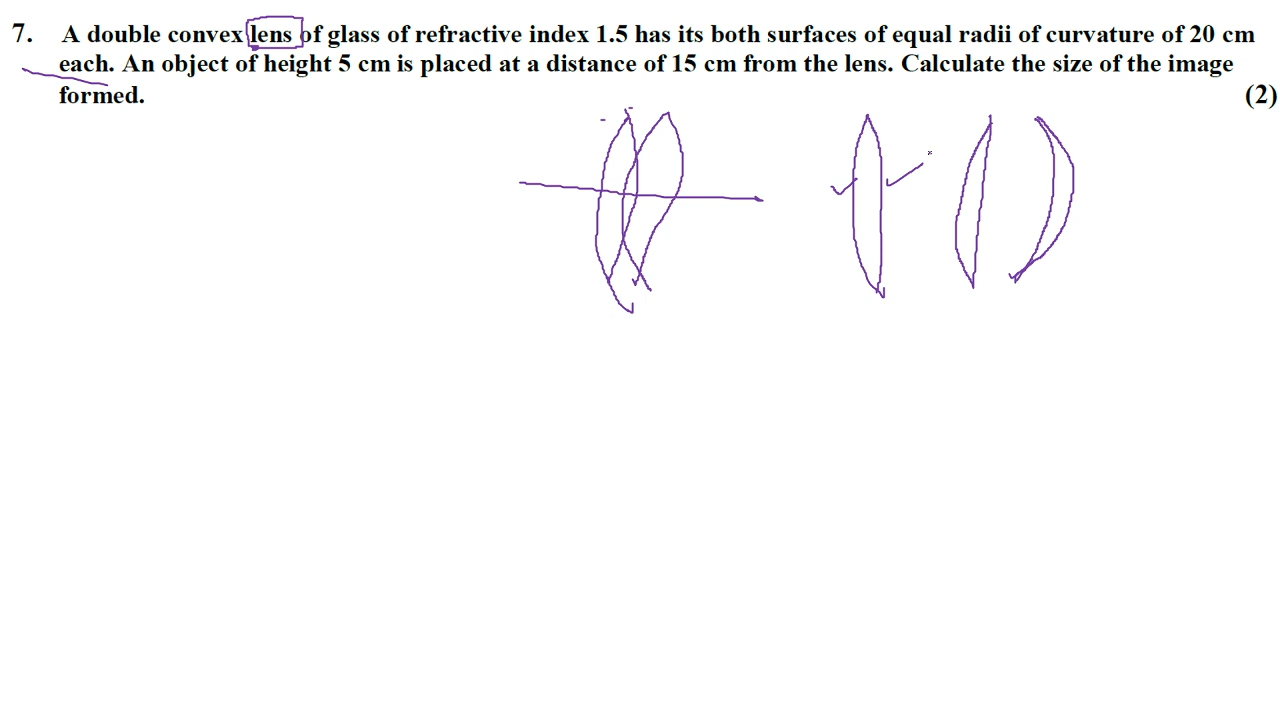 7. A double convex lens of glass of refractive index 1.5 has its both surfaces of equal radii of curvature of 20 cm
each. An object of height 5 cm is placed at a distance of 15 cm from the lens. Calculate the size of the image
formed. (2)